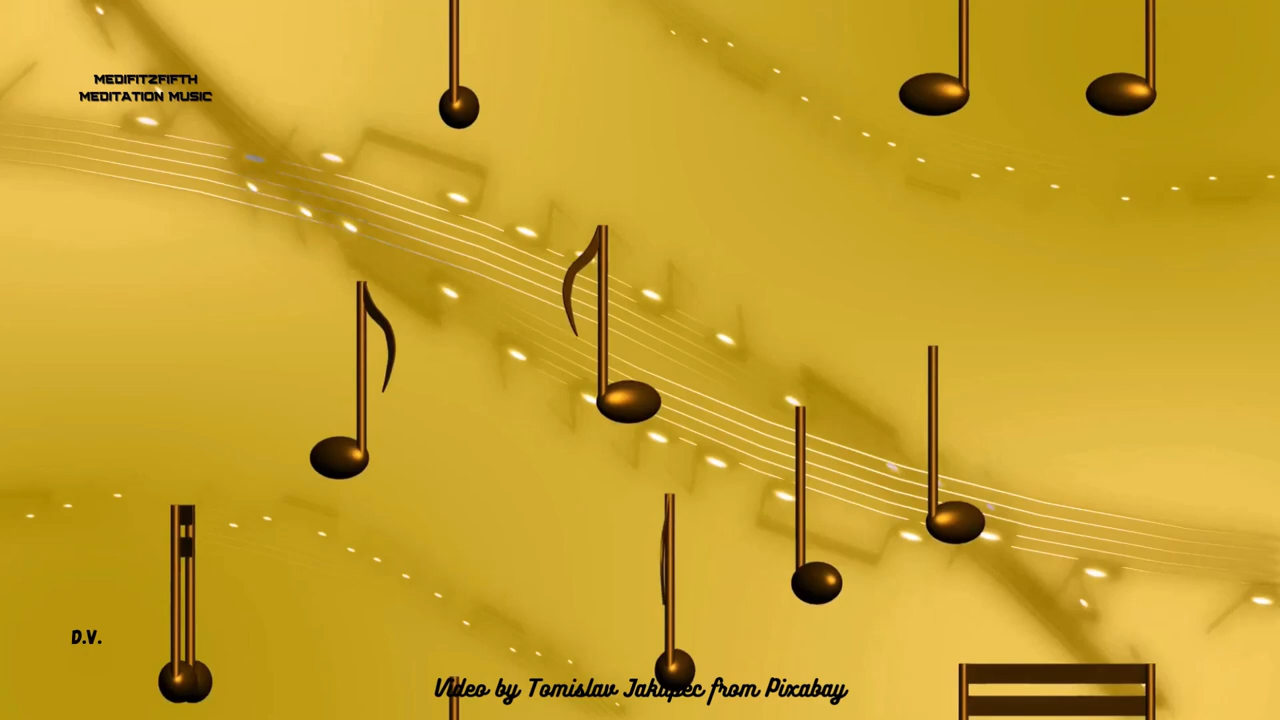 MEDIFITZFIFTH
MEDITATION MUSIC
D.V.
Video by Tomislav Jakupec from Pixabay